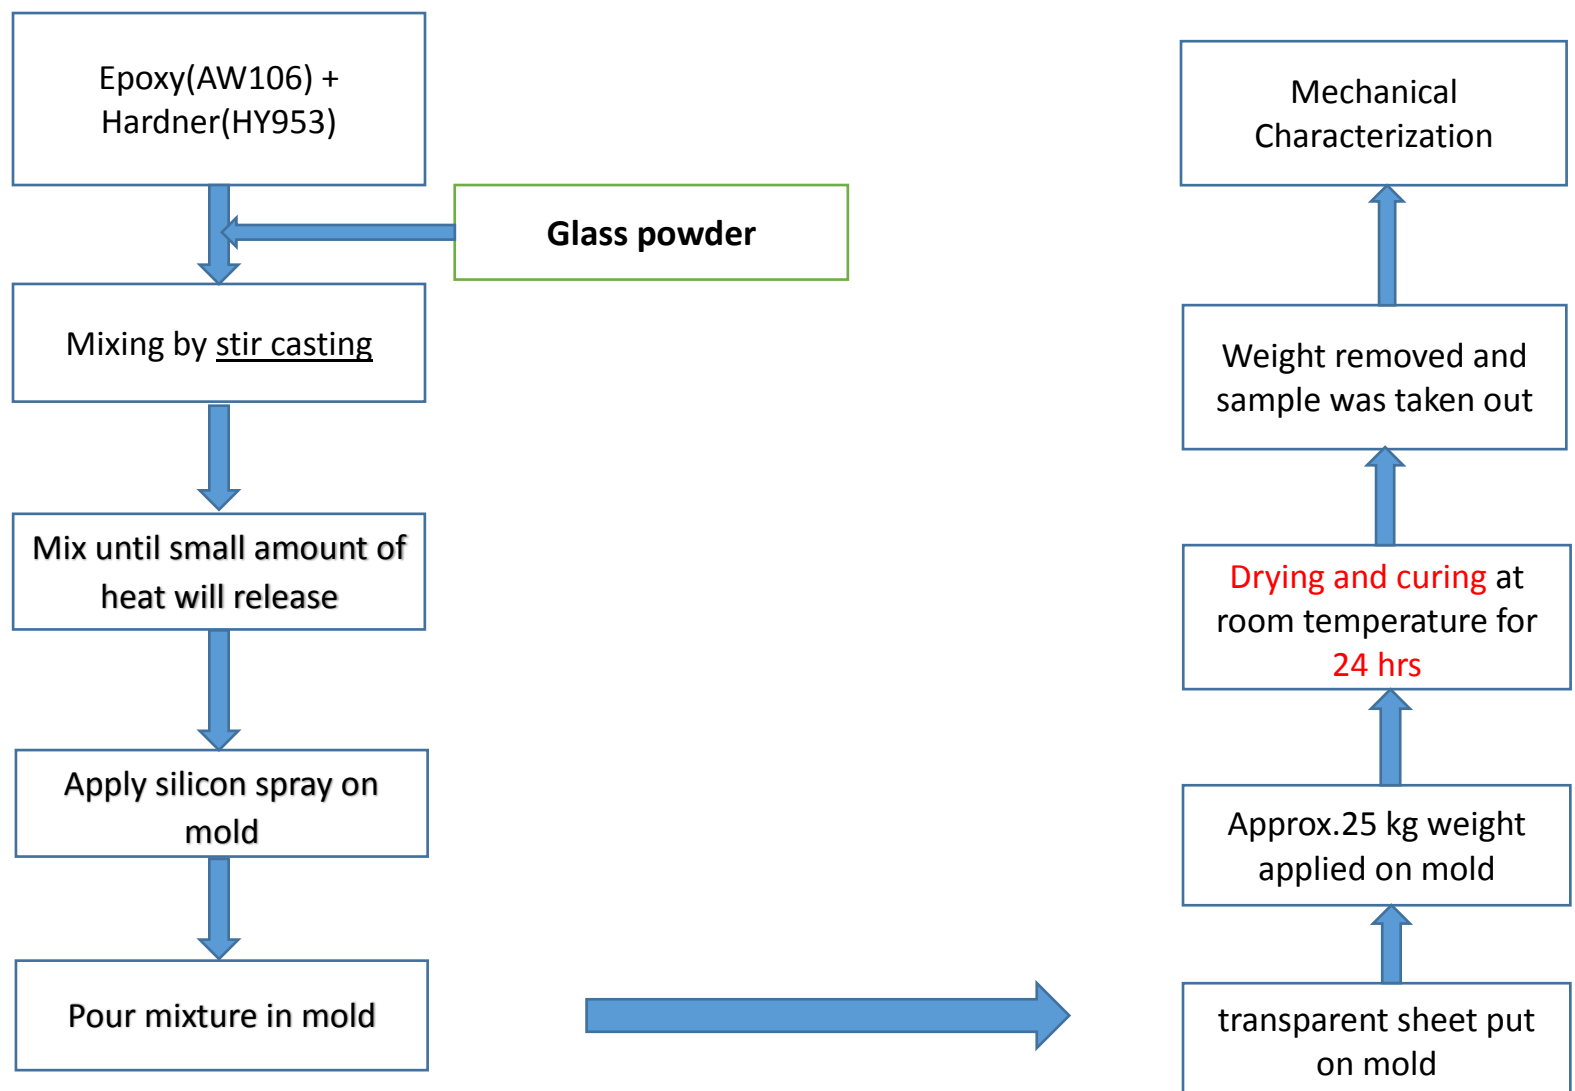 Epoxy(AW106) +
Hardner(HY953)
Glass powder
Mixing by stir casting
Mix until small amount of
heat will release
Apply silicon spray on
mold
Pour mixture in mold
transparent sheet put
on mold
Approx.25 kg weight
applied on mold
Drying and curing at
room temperature for
24 hrs
Weight removed and
sample was taken out
Mechanical
Characterization